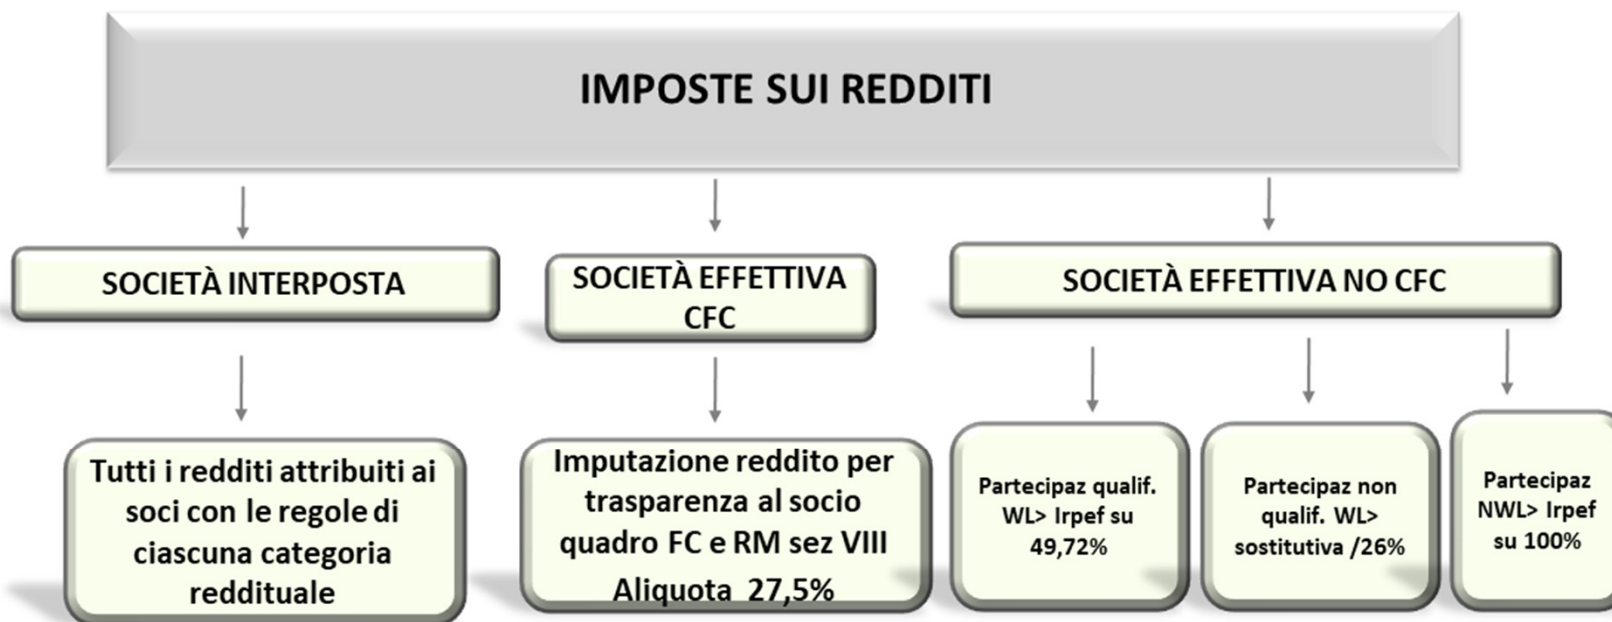 IMPOSTE SUI REDDITI
SOCIETÀ INTERPOSTA
SOCIETÀ EFFETTIVA
CFC
SOCIETÀ EFFETTIVA NO CFC
Tutti i redditi attribuiti ai
soci con le regole di
ciascuna categoria
reddituale
Imputazione reddito per
trasparenza al socio
quadro FC e RM sez VIII
Aliquota 27,5%
Partecipaz qualif.
WL> Irpef su
49,72%
Partecipaz non
qualif. WL>
sostitutiva /26%
Partecipaz
NWL> Irpef
su 100%